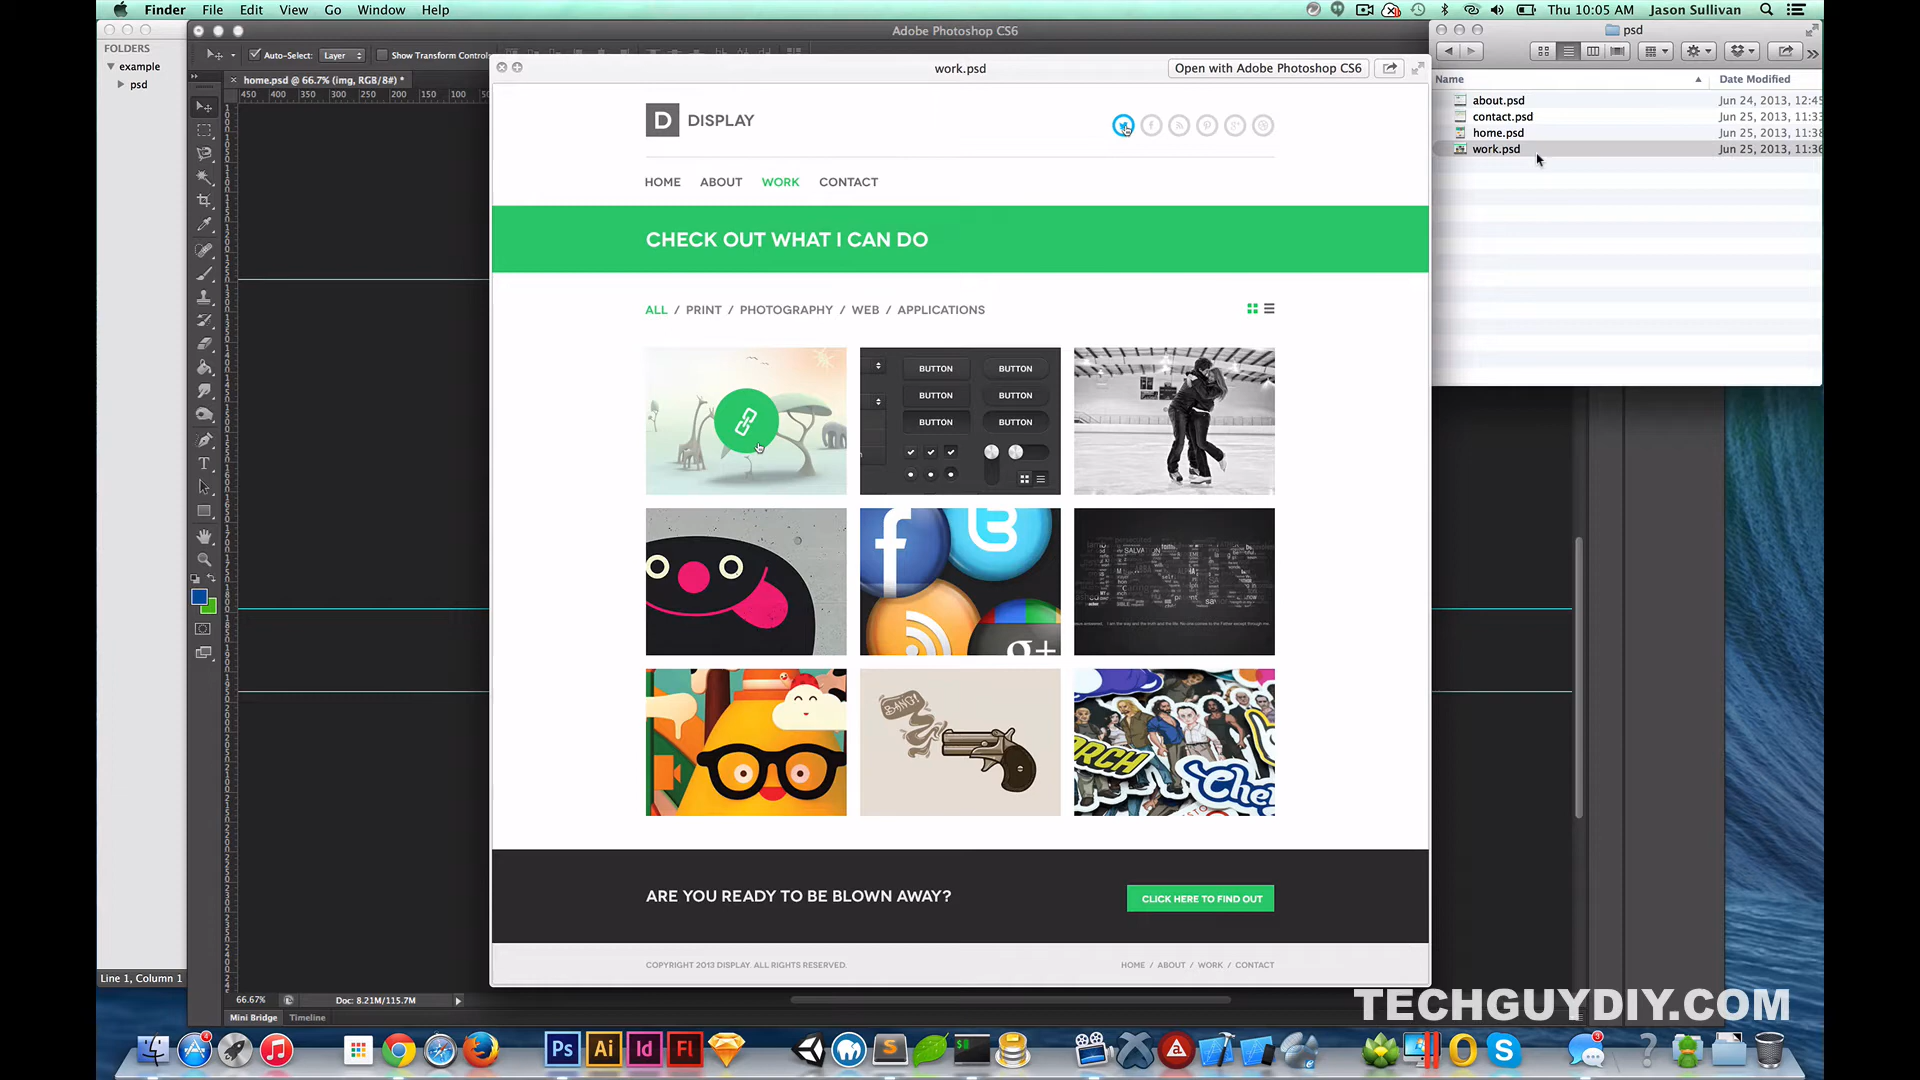 Finder File Edit View Go Window Help
Thu 10:05 AM Jason Sullivan
FOLDERS
example
psd
Adobe Photoshop CS6
Auto-Select: Layer Show Transform Controls
home.psd @ 66.7% (img, RGB/8#) *
work.psd
Open with Adobe Photoshop CS6
psd
Name Date Modified
about.psd Jun 24, 2013, 12:45
contact.psd Jun 25, 2013, 11:33
home.psd Jun 25, 2013, 11:38
work.psd Jun 25, 2013, 11:36
D DISPLAY
HOME ABOUT WORK CONTACT
CHECK OUT WHAT I CAN DO
ALL / PRINT / PHOTOGRAPHY / WEB / APPLICATIONS
BUTTON BUTTON
BUTTON BUTTON
BUTTON BUTTON
g+
BANG!
ARE YOU READY TO BE BLOWN AWAY?
CLICK HERE TO FIND OUT
COPYRIGHT 2013 DISPLAY. ALL RIGHTS RESERVED.
HOME / ABOUT / WORK / CONTACT
Line 1, Column 1
66.67% Doc: 8.21M/115.7M
Mini Bridge Timeline
TECHGUYDIY.COM
Ps Ai Id Fl